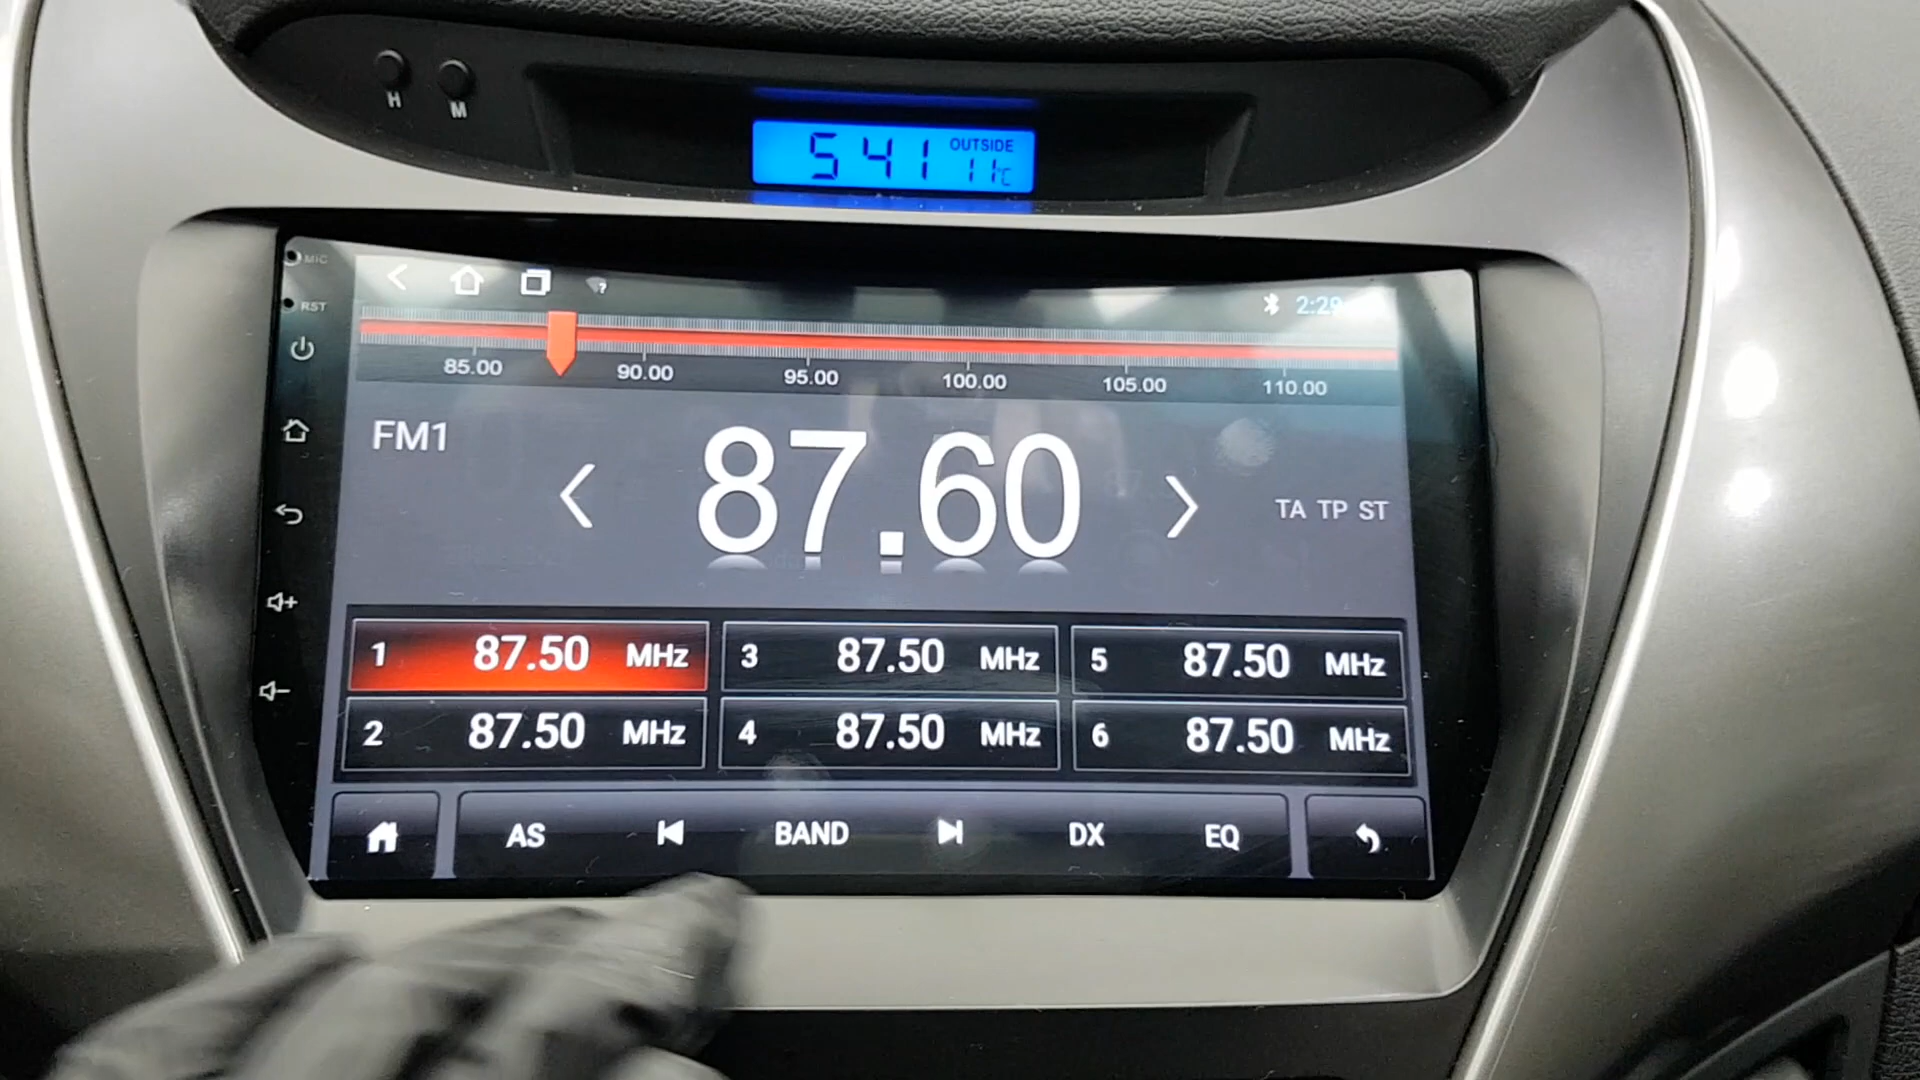 H M
5 41 OUTSIDE 11°C
MIC
RST
2:29
85.00 90.00 95.00 100.00 105.00 110.00
FM1
87.60
TA TP ST
1 87.50 MHz 3 87.50 MHz 5 87.50 MHz
2 87.50 MHz 4 87.50 MHz 6 87.50 MHz
AS BAND DX EQ